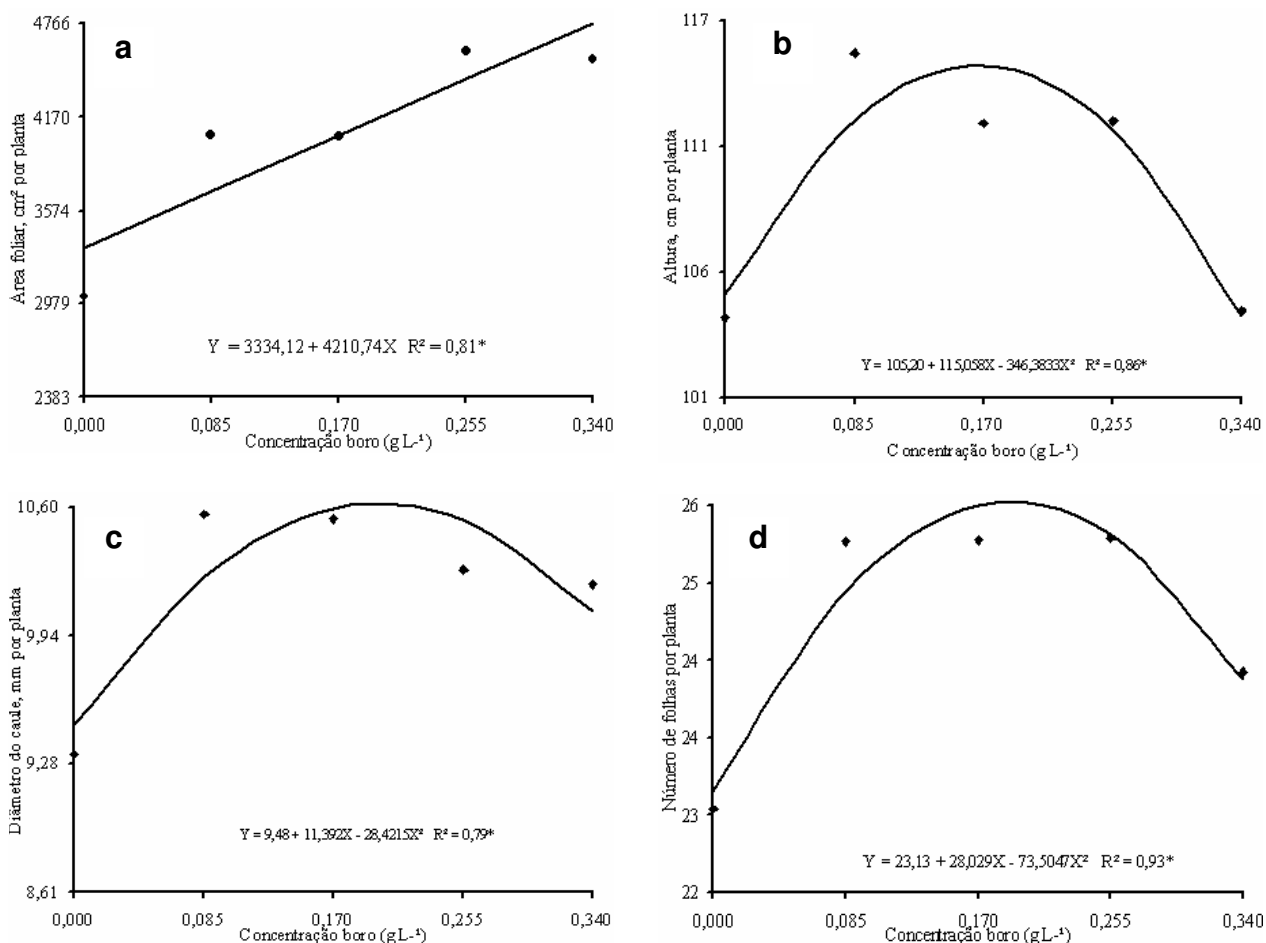 a
Área foliar, cm² por planta
4766
4170
3574
2979
2383
Y = 3334,12 + 4210,74X R² = 0,81*
0,000 0,085 0,170 0,255 0,340
Concentração boro (g L-¹)
b
Altura, cm por planta
117
111
106
101
Y = 105,20 + 115,058X - 346,3833X² R² = 0,86*
0,000 0,085 0,170 0,255 0,340
Concentração boro (g L-¹)
c
Diâmetro do caule, mm por planta
10,60
9,94
9,28
8,61
Y = 9,48 + 11,392X - 28,4215X² R² = 0,79*
0,000 0,085 0,170 0,255 0,340
Concentração boro (g L-¹)
d
Número de folhas por planta
26
25
24
24
23
22
Y = 23,13 + 28,029X - 73,5047X² R² = 0,93*
0,000 0,085 0,170 0,255 0,340
Concentração boro (g L-¹)